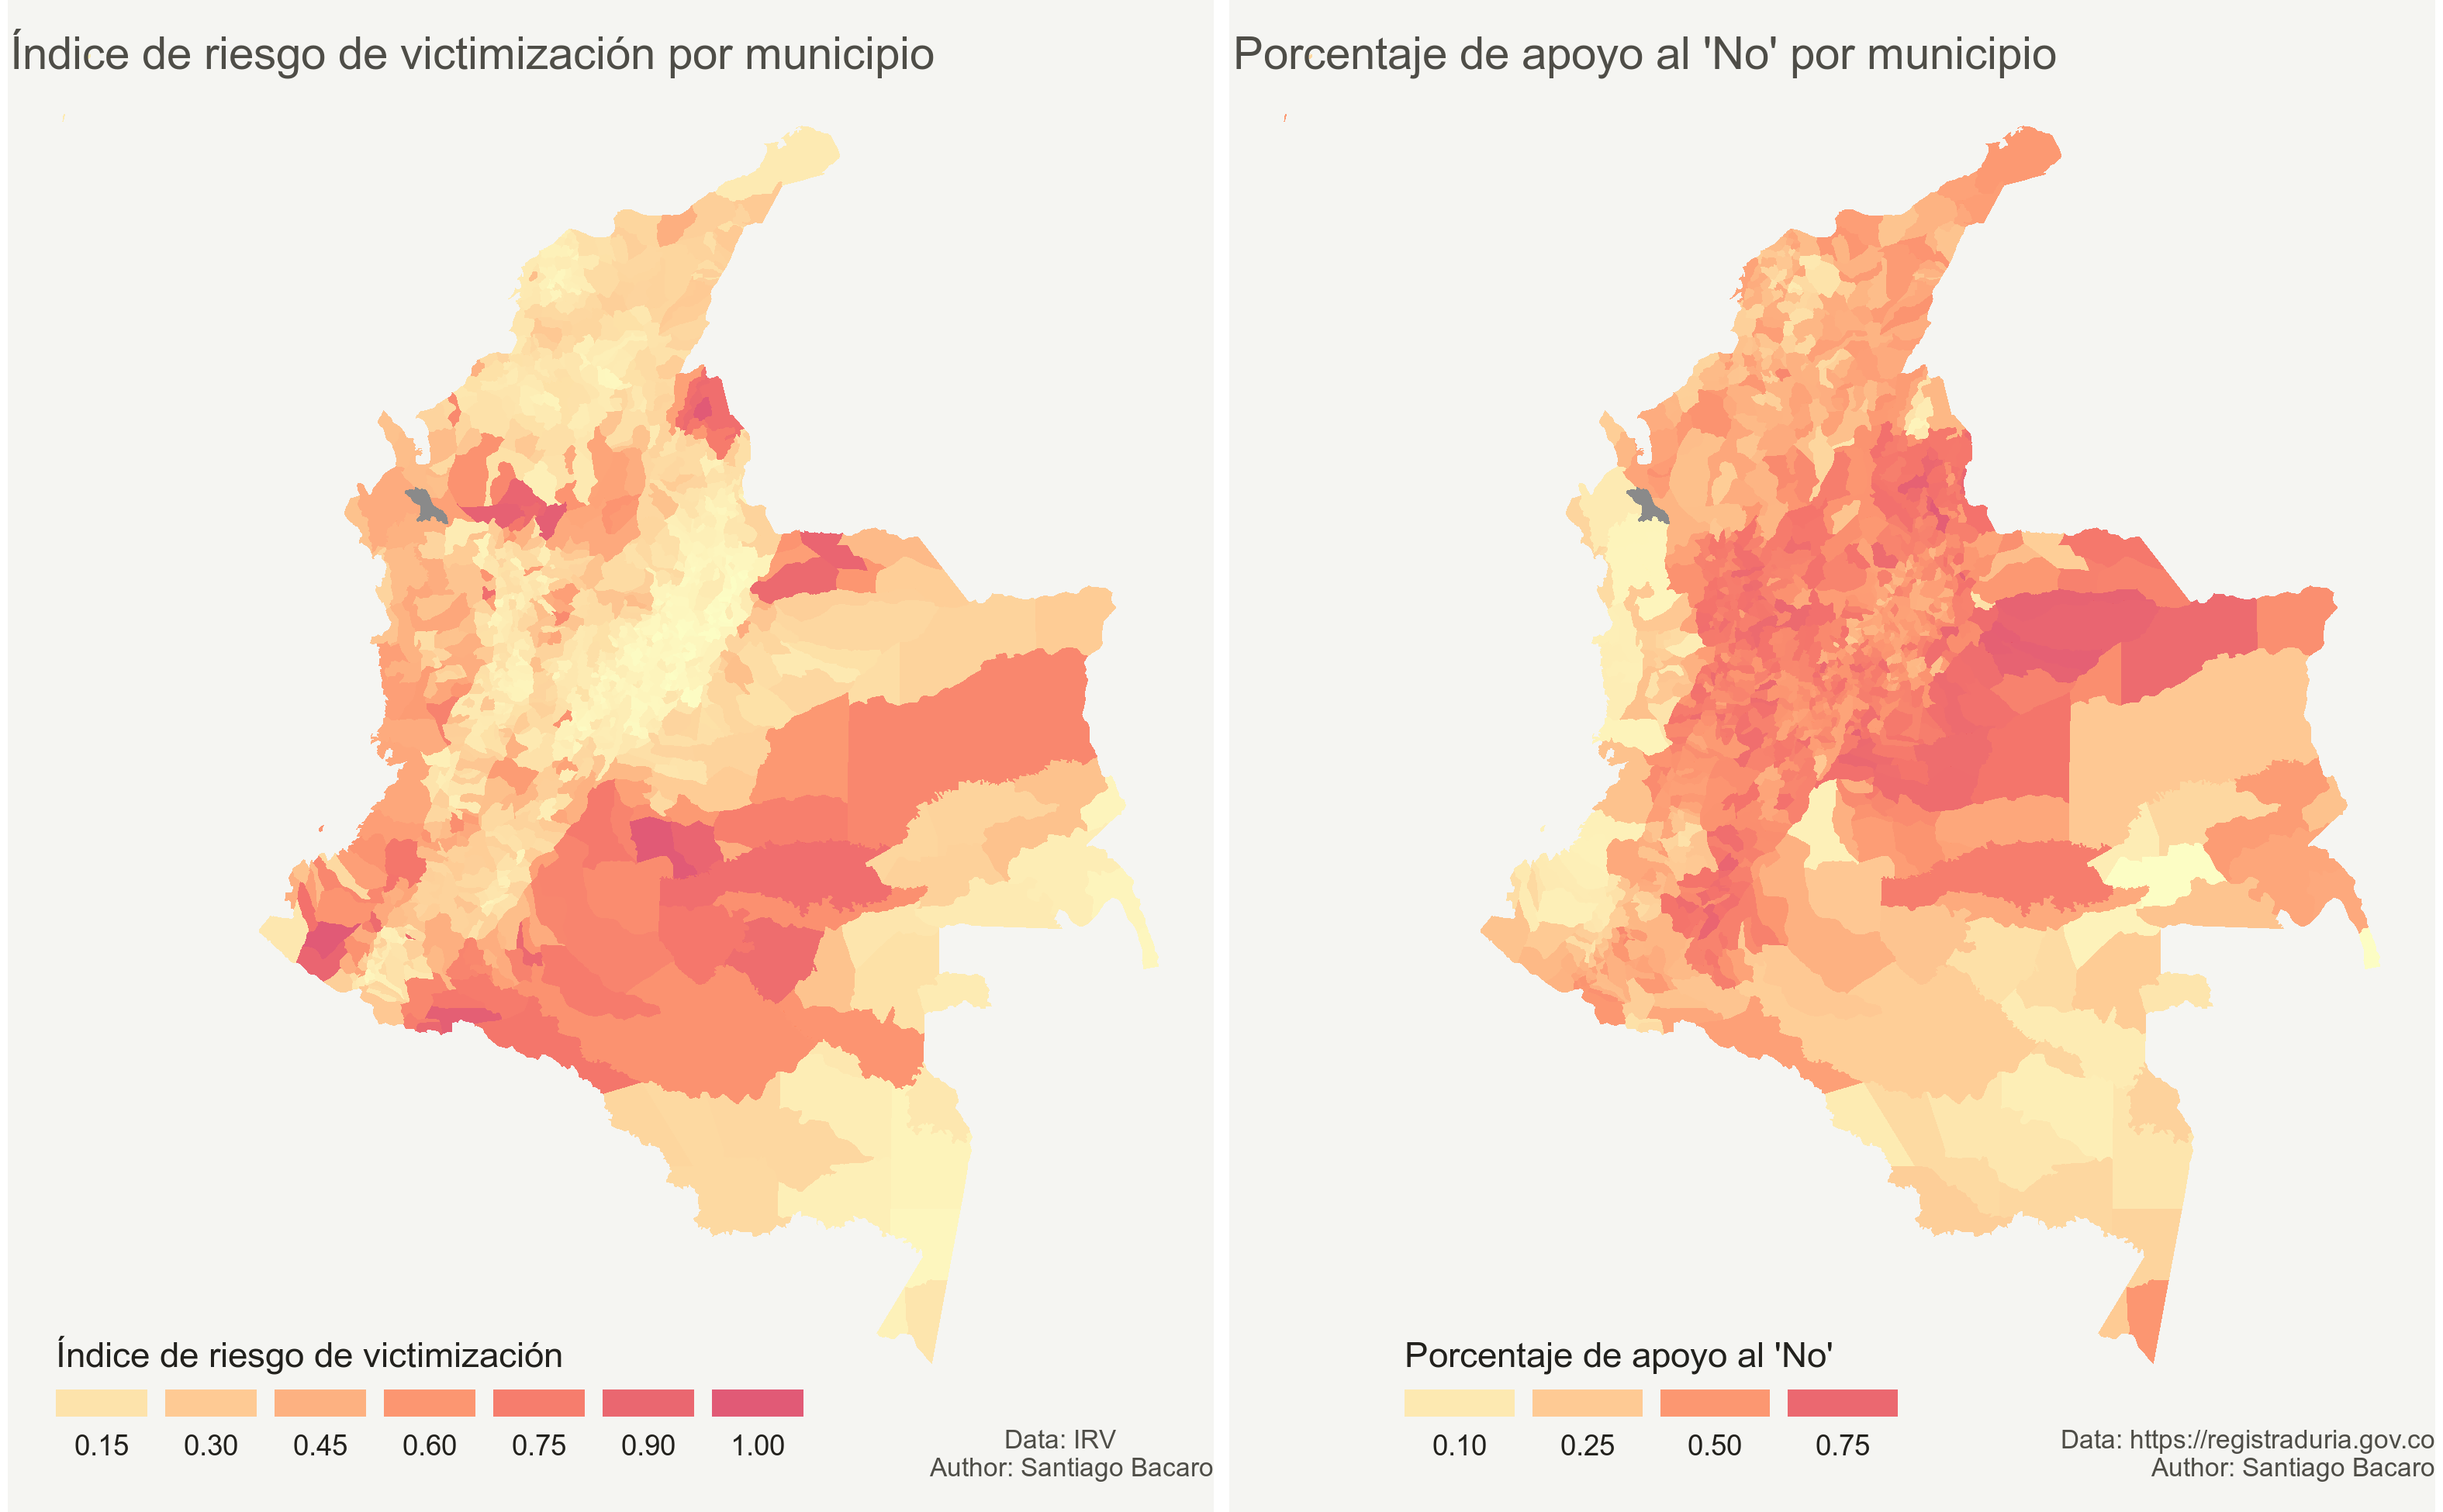 Índice de riesgo de victimización por municipio
Índice de riesgo de victimización
0.15 0.30 0.45 0.60 0.75 0.90 1.00
Data: IRV
Author: Santiago Bacaro
Porcentaje de apoyo al 'No' por municipio
Porcentaje de apoyo al 'No'
0.10 0.25 0.50 0.75
Data: https://registraduria.gov.co
Author: Santiago Bacaro